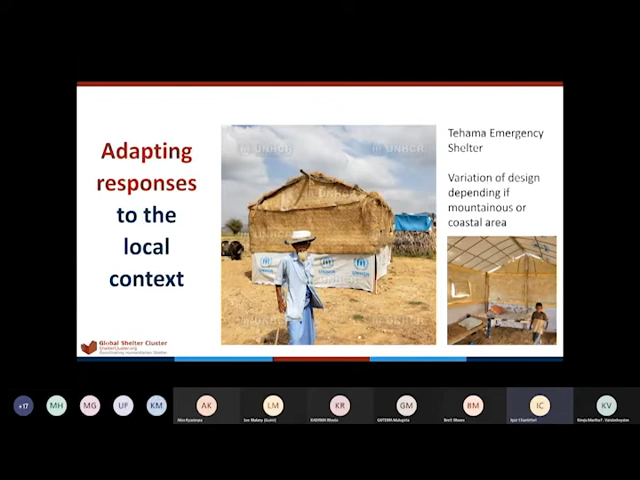 Adapting
responses
to the
local
context
Tehama Emergency
Shelter
Variation of design
depending if
mountainous or
coastal area
UNHCR
UNHCR
UNHCR
UNHCR
Global Shelter Cluster
ShelterCluster.org
Coordinating Humanitarian Shelter
+17
MH
MG
UF
KM
AK
LM
KR
GM
BM
IC
KV